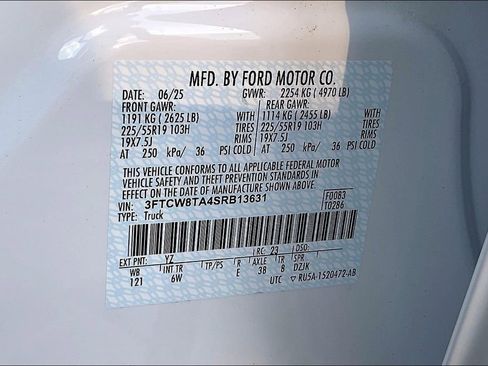 MFD. BY FORD MOTOR CO.
06/25 GVWR: 2254 KG ( 4970 LB)
FRONT GAWR: REAR GAWR:
1191 KG ( 2625 LB) WITH 1114 KG ( 2455 LB) WITH
225/55R19 103H TIRES 225/55R19 103H TIRES
19X7.5J RIMS 19X7.5J RIMS
AT 250 kPa/ 36 PSI COLD AT 250 kPa/ 36 PSI COLD
THIS VEHICLE CONFORMS TO ALL APPLICABLE FEDERAL MOTOR
VEHICLE SAFETY AND THEFT PREVENTION STANDARDS IN
EFFECT ON THE DATE OF MANUFACTURE SHOWN ABOVE.
VIN: 3FTCW8TA4SRB13631 F0083
TYPE: Truck T0286
EXT PNT: YZ RC: 23 DSO:
WB INT TR TP/PS R AXLE TR SPR
121 6W E 3B 8 DZJK
UTC ▽ RU5A-1520472-AB